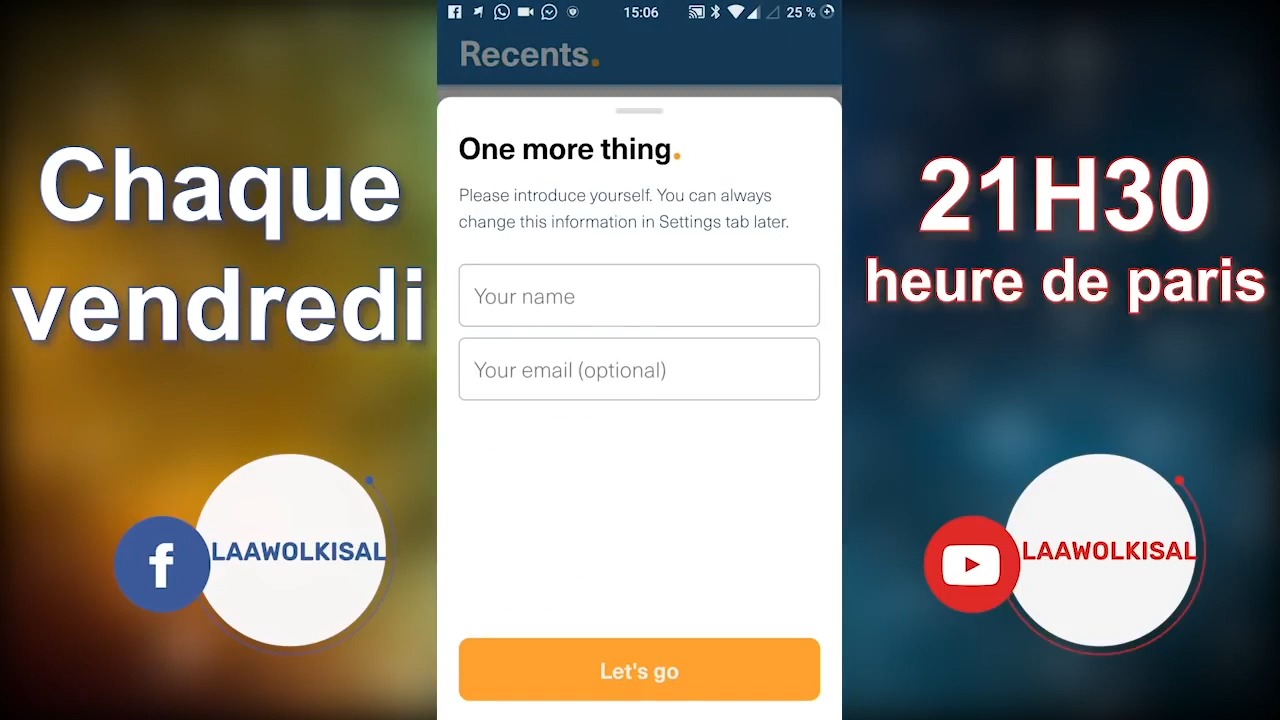 Chaque
vendredi
LAAWOLKISAL
15:06
25 %
Recents.
One more thing.
Please introduce yourself. You can always
change this information in Settings tab later.
Your name
Your email (optional)
Let's go
21H30
heure de paris
LAAWOLKISAL